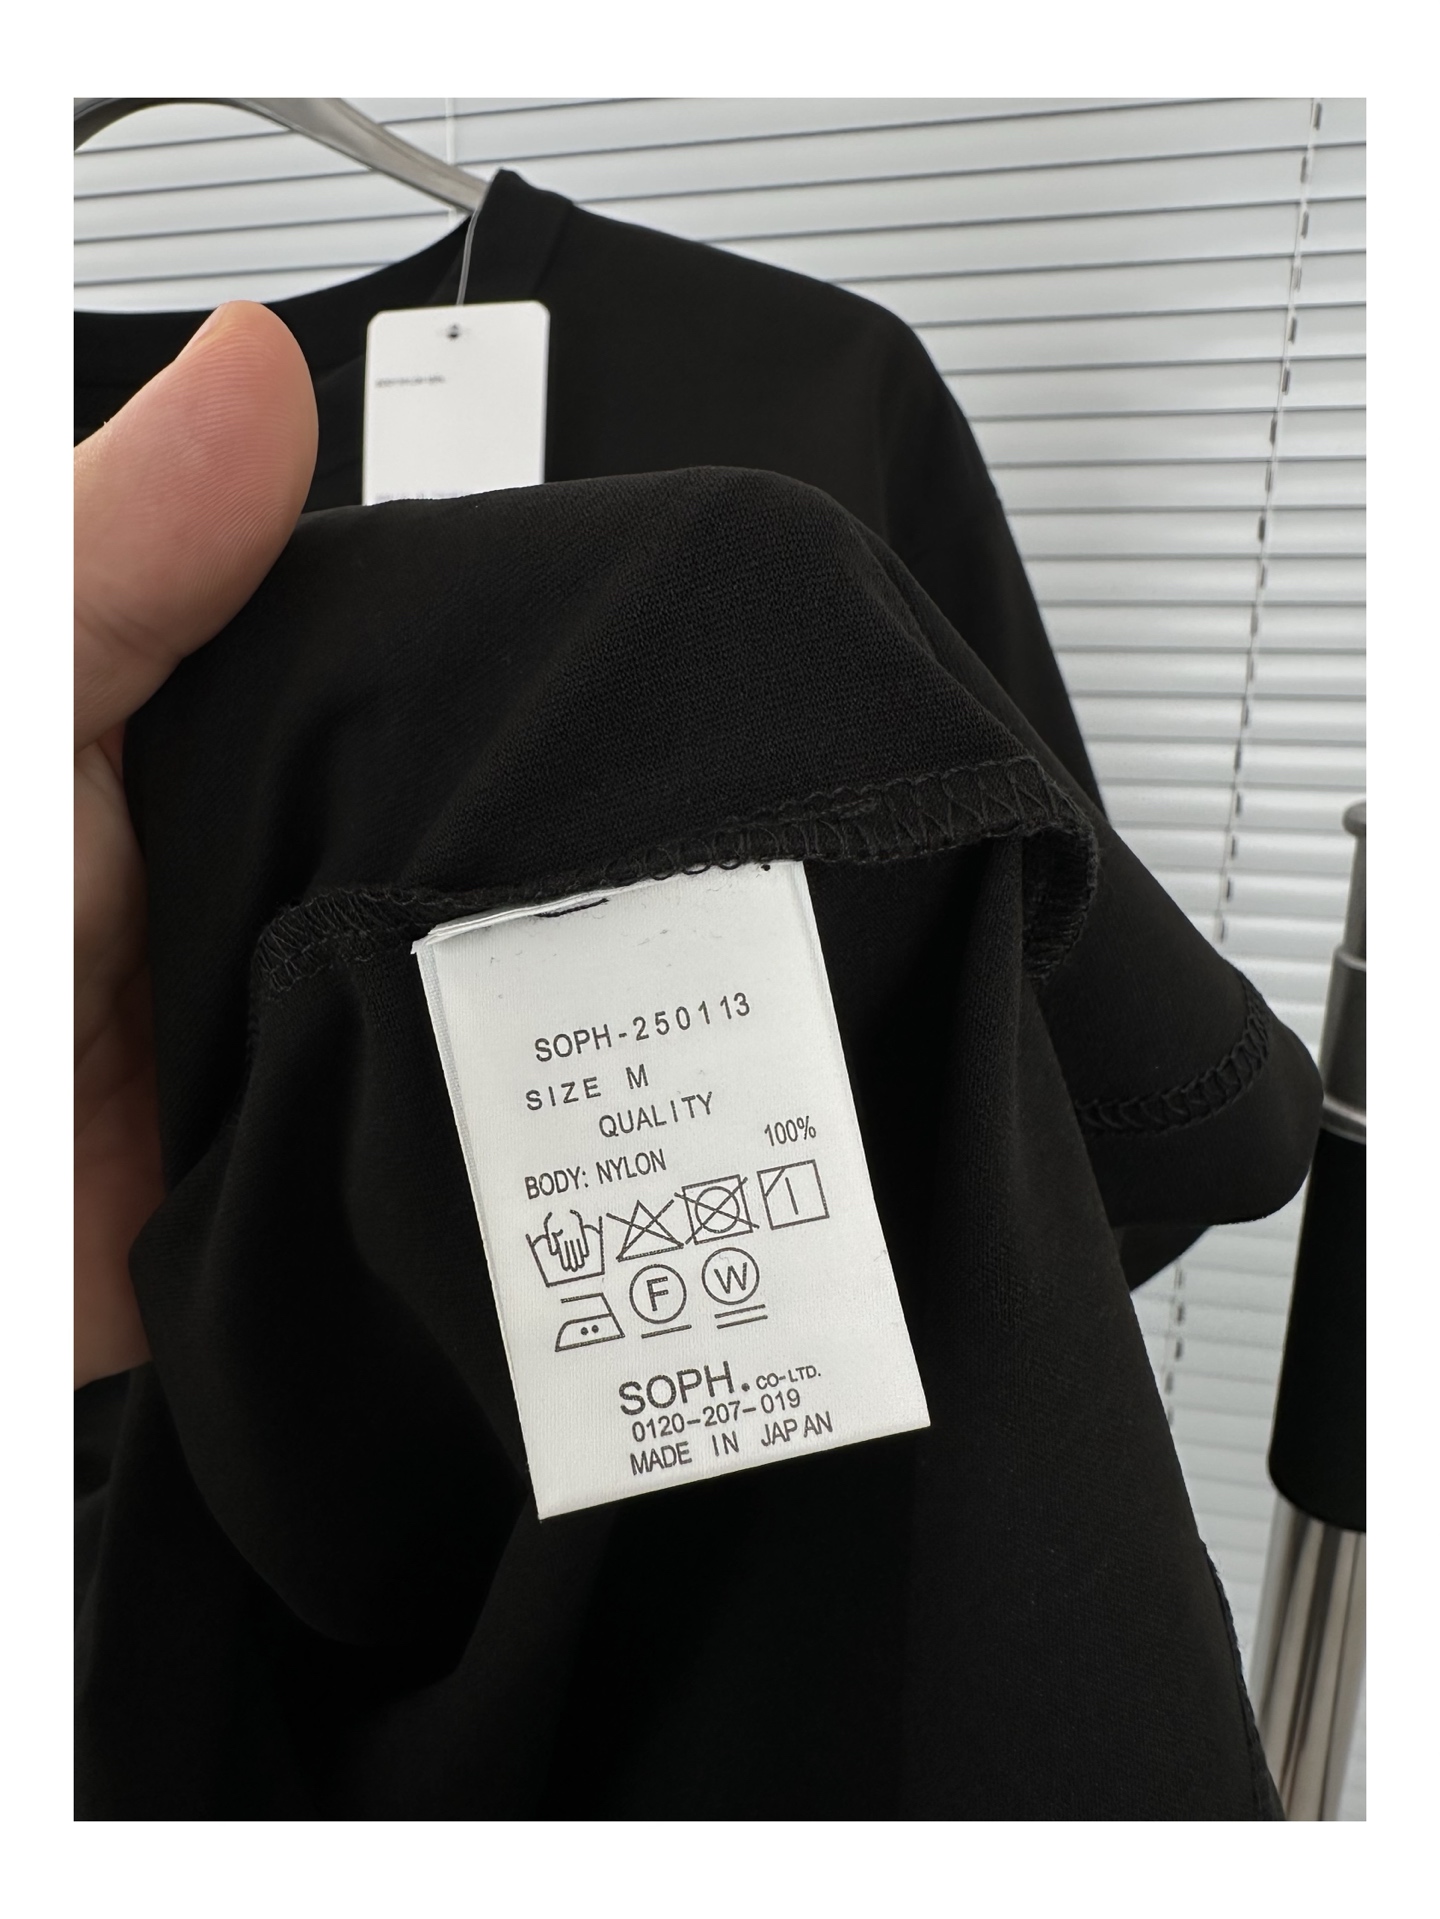 SOPH-250113
SIZE M
QUALITY
100%
BODY: NYLON
F W
SOPH. CO-LTD.
0120-207-019
MADE IN JAPAN